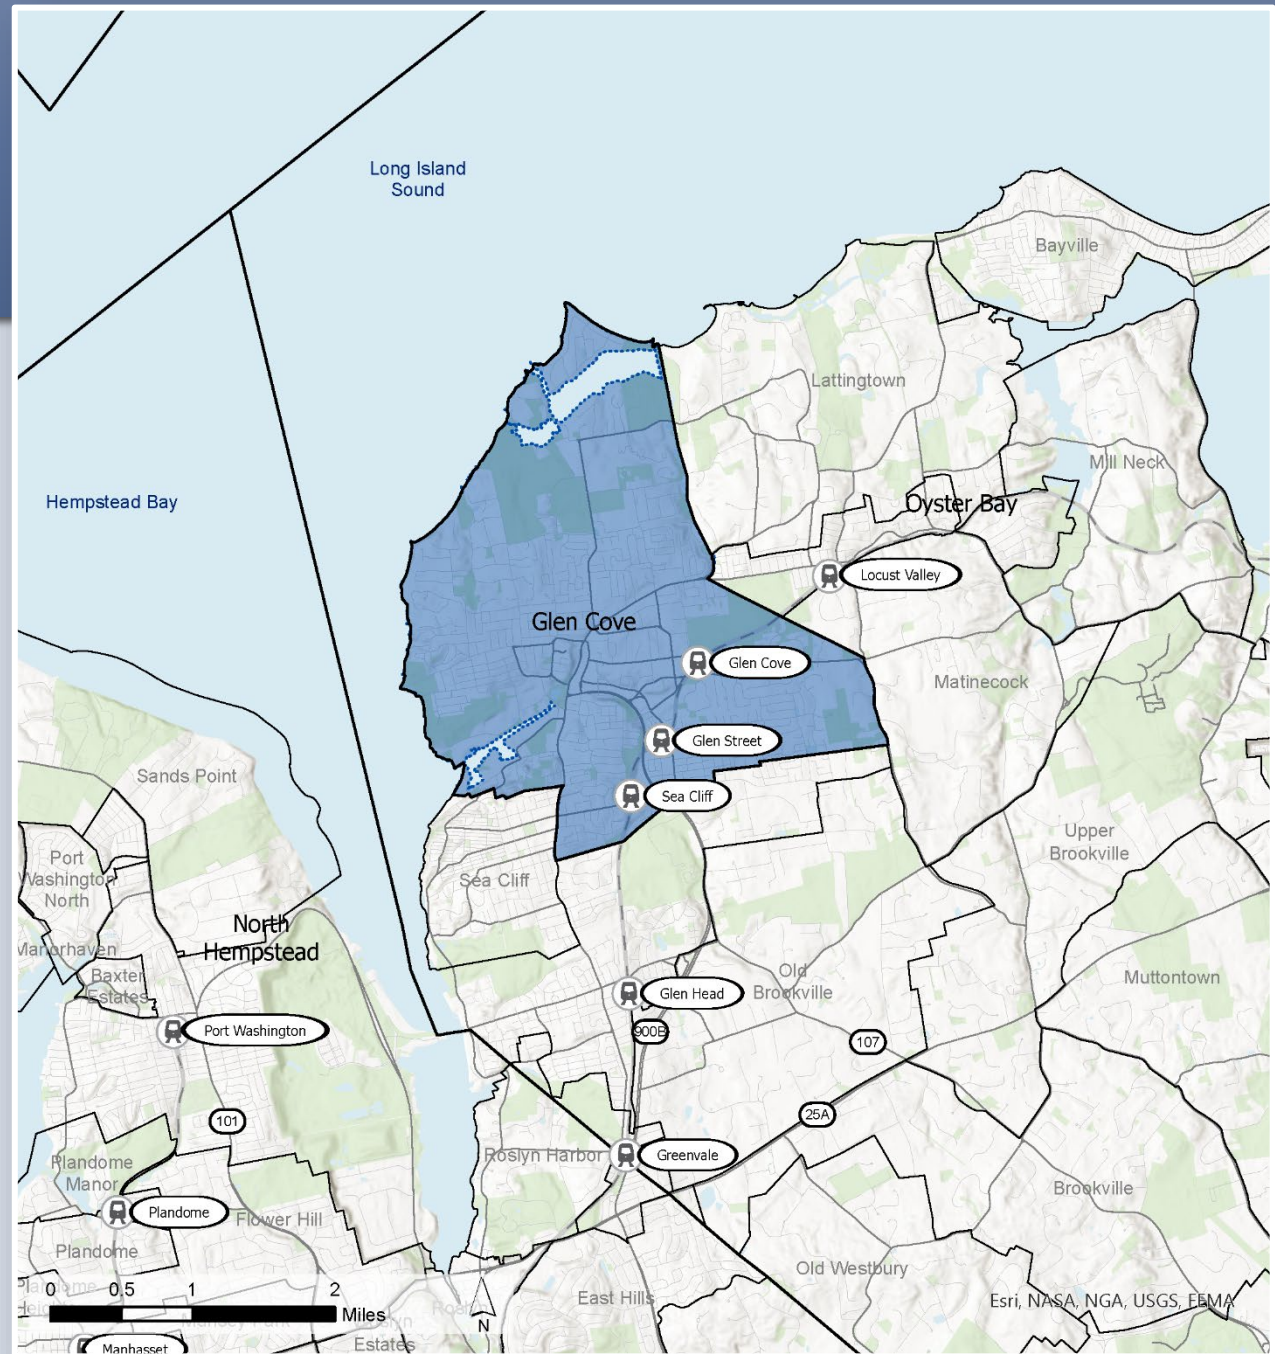 Long Island
Sound
Bayville
Lattingtown
Mill Neck
Hempstead Bay
Oyster Bay
Locust Valley
Glen Cove
Glen Cove
Matinecock
Glen Street
Sands Point
Sea Cliff
Upper
Brookville
Port
Washington
North
Sea Cliff
North
Hempstead
Manorhaven
Baxter
Estates
Old
Brookville
Muttontown
Glen Head
Port Washington
900B
107
101
25A
Roslyn Harbor
Greenvale
Plandome
Manor
Brookville
Plandome
Flower Hill
Plandome
Old Westbury
0 0.5 1 2
Miles
East Hills
Esri, NASA, NGA, USGS, FEMA
N
Estates
Manhasset